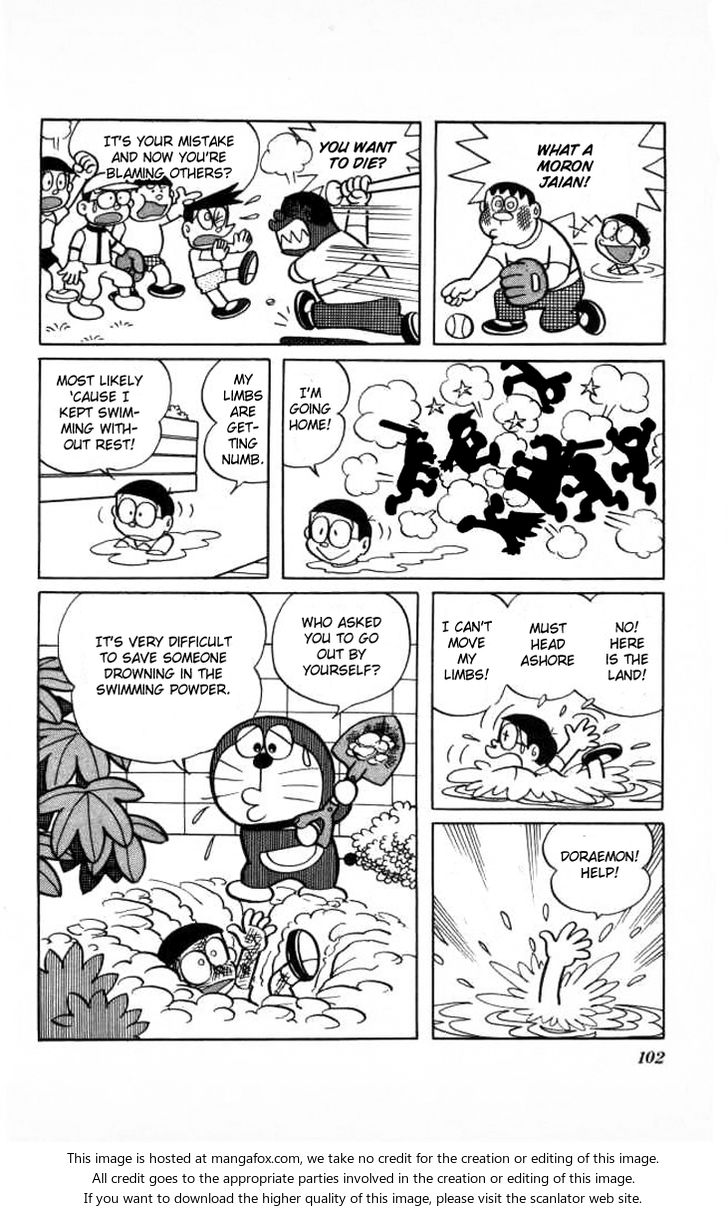 WHAT A
MORON
JAIAN!
YOU WANT
TO DIE?
IT'S YOUR MISTAKE
AND NOW YOU'RE
BLAMING OTHERS?
I'M
GOING
HOME!
MY
LIMBS
ARE
GET-
TING
NUMB.
MOST LIKELY
'CAUSE I
KEPT SWIM-
MING WITH-
OUT REST!
NO!
HERE
IS THE
LAND!
MUST
HEAD
ASHORE
I CAN'T
MOVE
MY
LIMBS!
DORAEMON!
HELP!
WHO ASKED
YOU TO GO
OUT BY
YOURSELF?
IT'S VERY DIFFICULT
TO SAVE SOMEONE
DROWNING IN THE
SWIMMING POWDER.
102
This image is hosted at mangafox.com, we take no credit for the creation or editing of this image.
All credit goes to the appropriate parties involved in the creation or editing of this image.
If you want to download the higher quality of this image, please visit the scanlator web site.